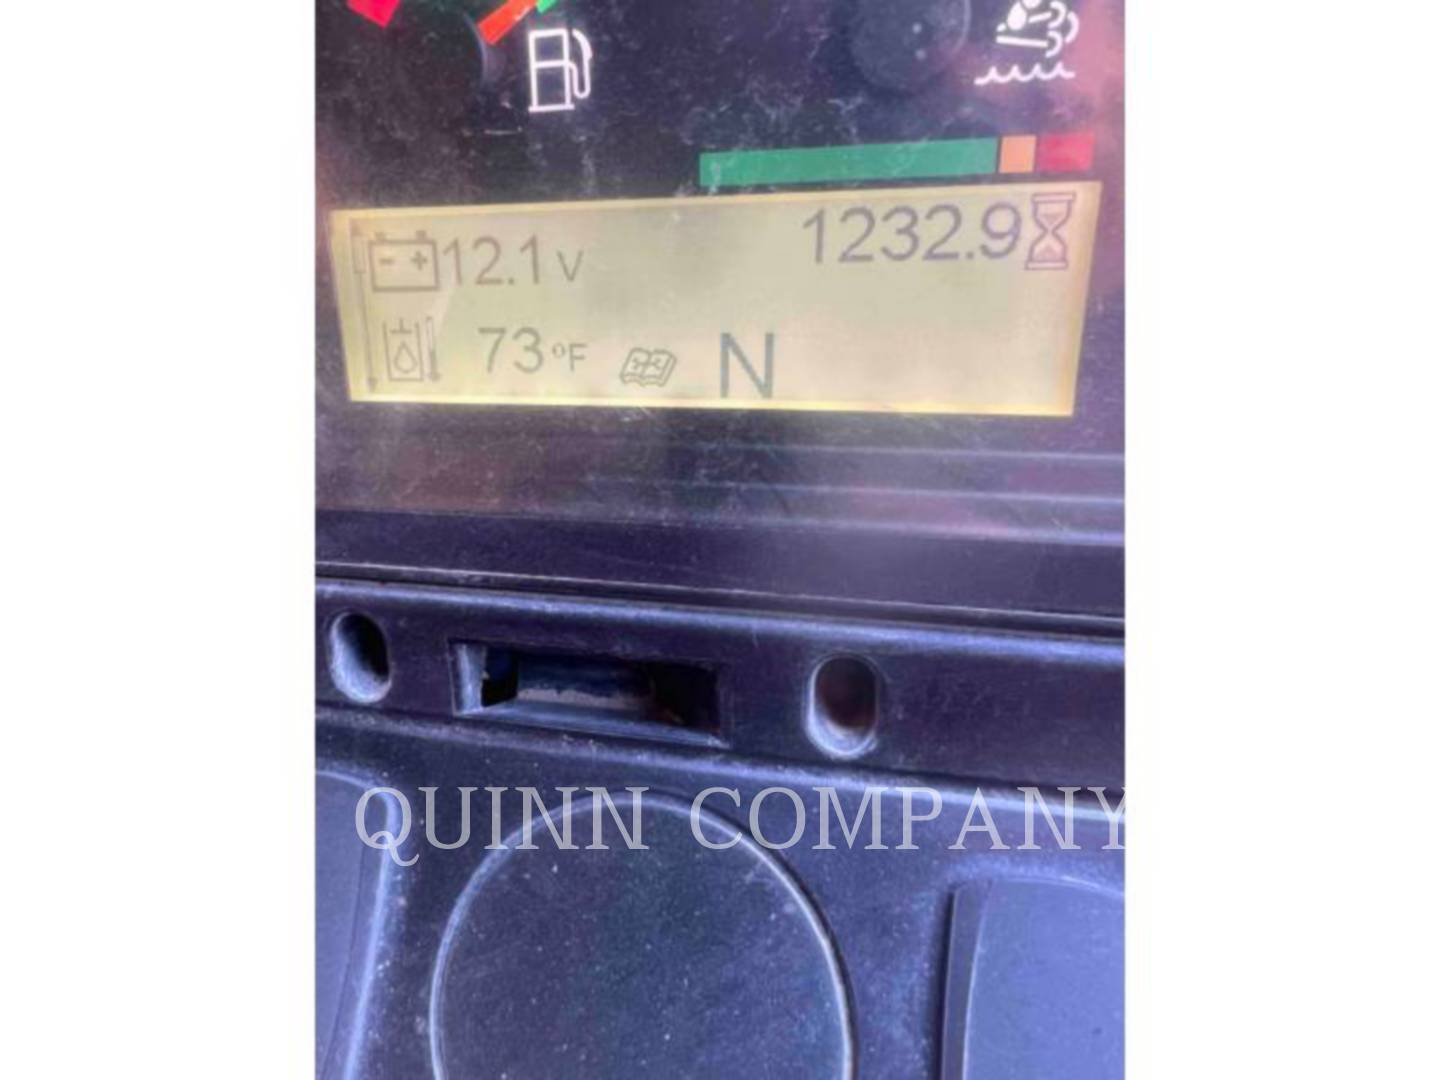 12.1 V 1232.9
73 °F N
QUINN COMPANY